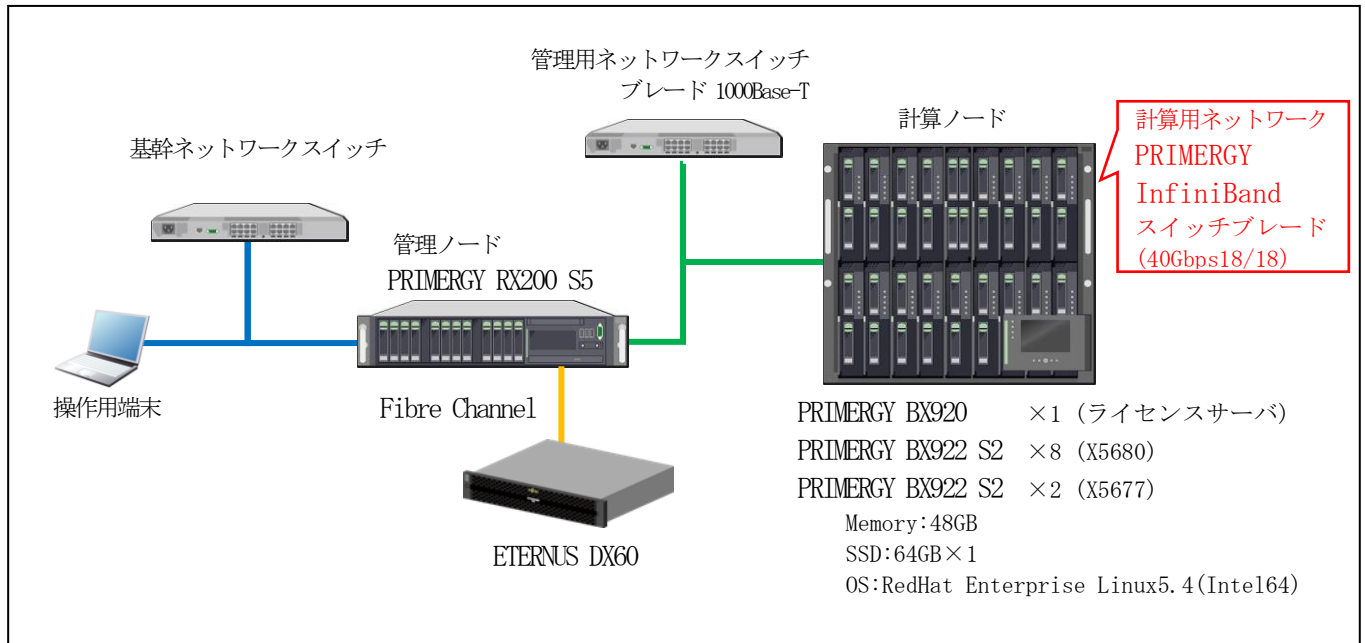 管理用ネットワークスイッチ
ブレード 1000Base-T
計算ノード
計算用ネットワーク
PRIMERGY
InfiniBand
スイッチブレード
(40Gbps18/18)
基幹ネットワークスイッチ
管理ノード
PRIMERGY RX200 S5
操作用端末
Fibre Channel
ETERNUS DX60
PRIMERGY BX920 ×1 (ライセンスサーバ)
PRIMERGY BX922 S2 ×8 (X5680)
PRIMERGY BX922 S2 ×2 (X5677)
Memory:48GB
SSD:64GB×1
OS:RedHat Enterprise Linux5.4(Intel64)